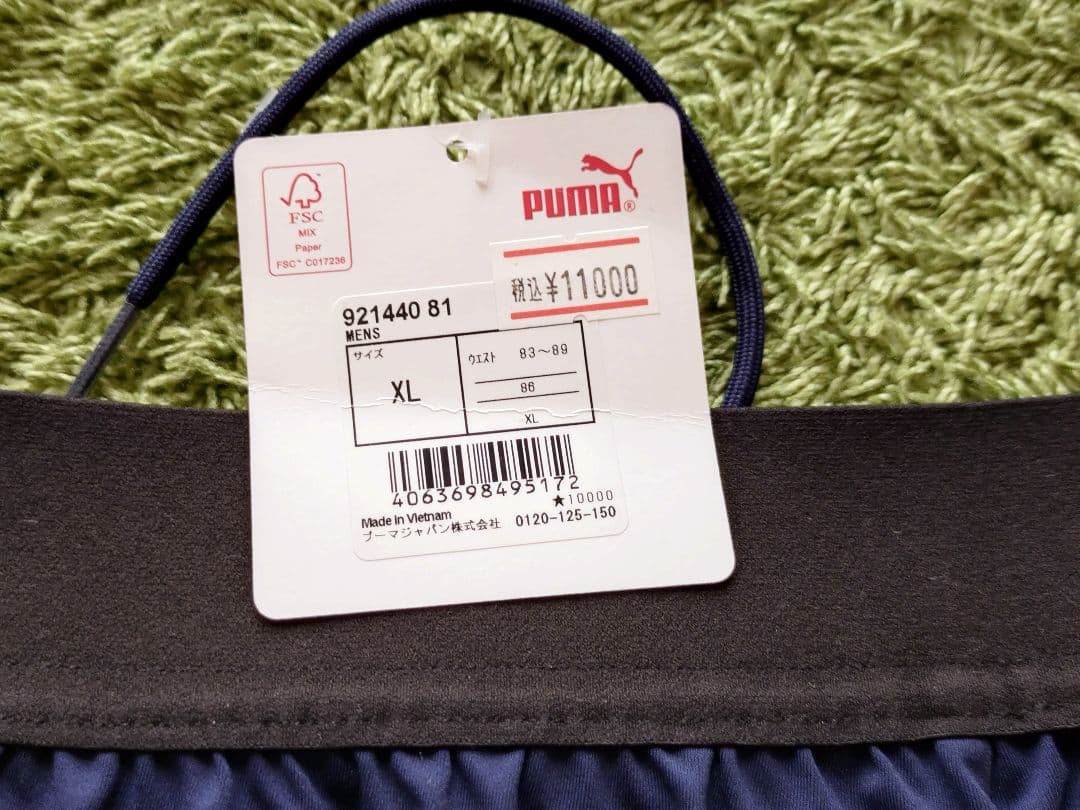 FSC
MIX
Paper
FSC™ C017236
PUMA®
税込¥11000
921440 81
MENS
サイズ
XL
ウエスト 83～89
86
XL
4063698495172
★10000
Made in Vietnam
プーマジャパン株式会社 0120-125-150